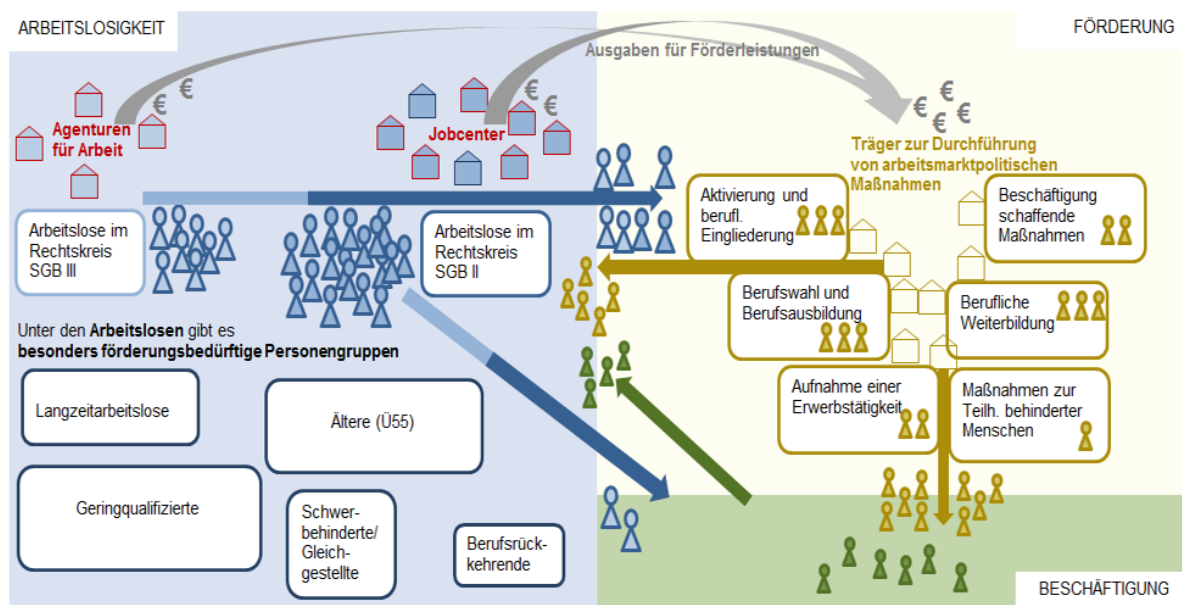 ARBEITSLOSIGKEIT
FÖRDERUNG
Ausgaben für Förderleistungen
€ €
€ €
€ €
€ €
Agenturen
für Arbeit
Jobcenter
Träger zur Durchführung
von arbeitsmarktpolitischen
Maßnahmen
Arbeitslose im
Rechtskreis
SGB III
Arbeitslose im
Rechtskreis
SGB II
Aktivierung und
berufl.
Eingliederung
Beschäftigung
schaffende
Maßnahmen
Berufswahl und
Berufsausbildung
Berufliche
Weiterbildung
Aufnahme einer
Erwerbstätigkeit
Maßnahmen zur
Teilh. behinderter
Menschen
Unter den Arbeitslosen gibt es
besonders förderungsbedürftige Personengruppen
Langzeitarbeitslose
Ältere (Ü55)
Geringqualifizierte
Schwer-
behinderte/
Gleich-
gestellte
Berufsrück-
kehrende
BESCHÄFTIGUNG